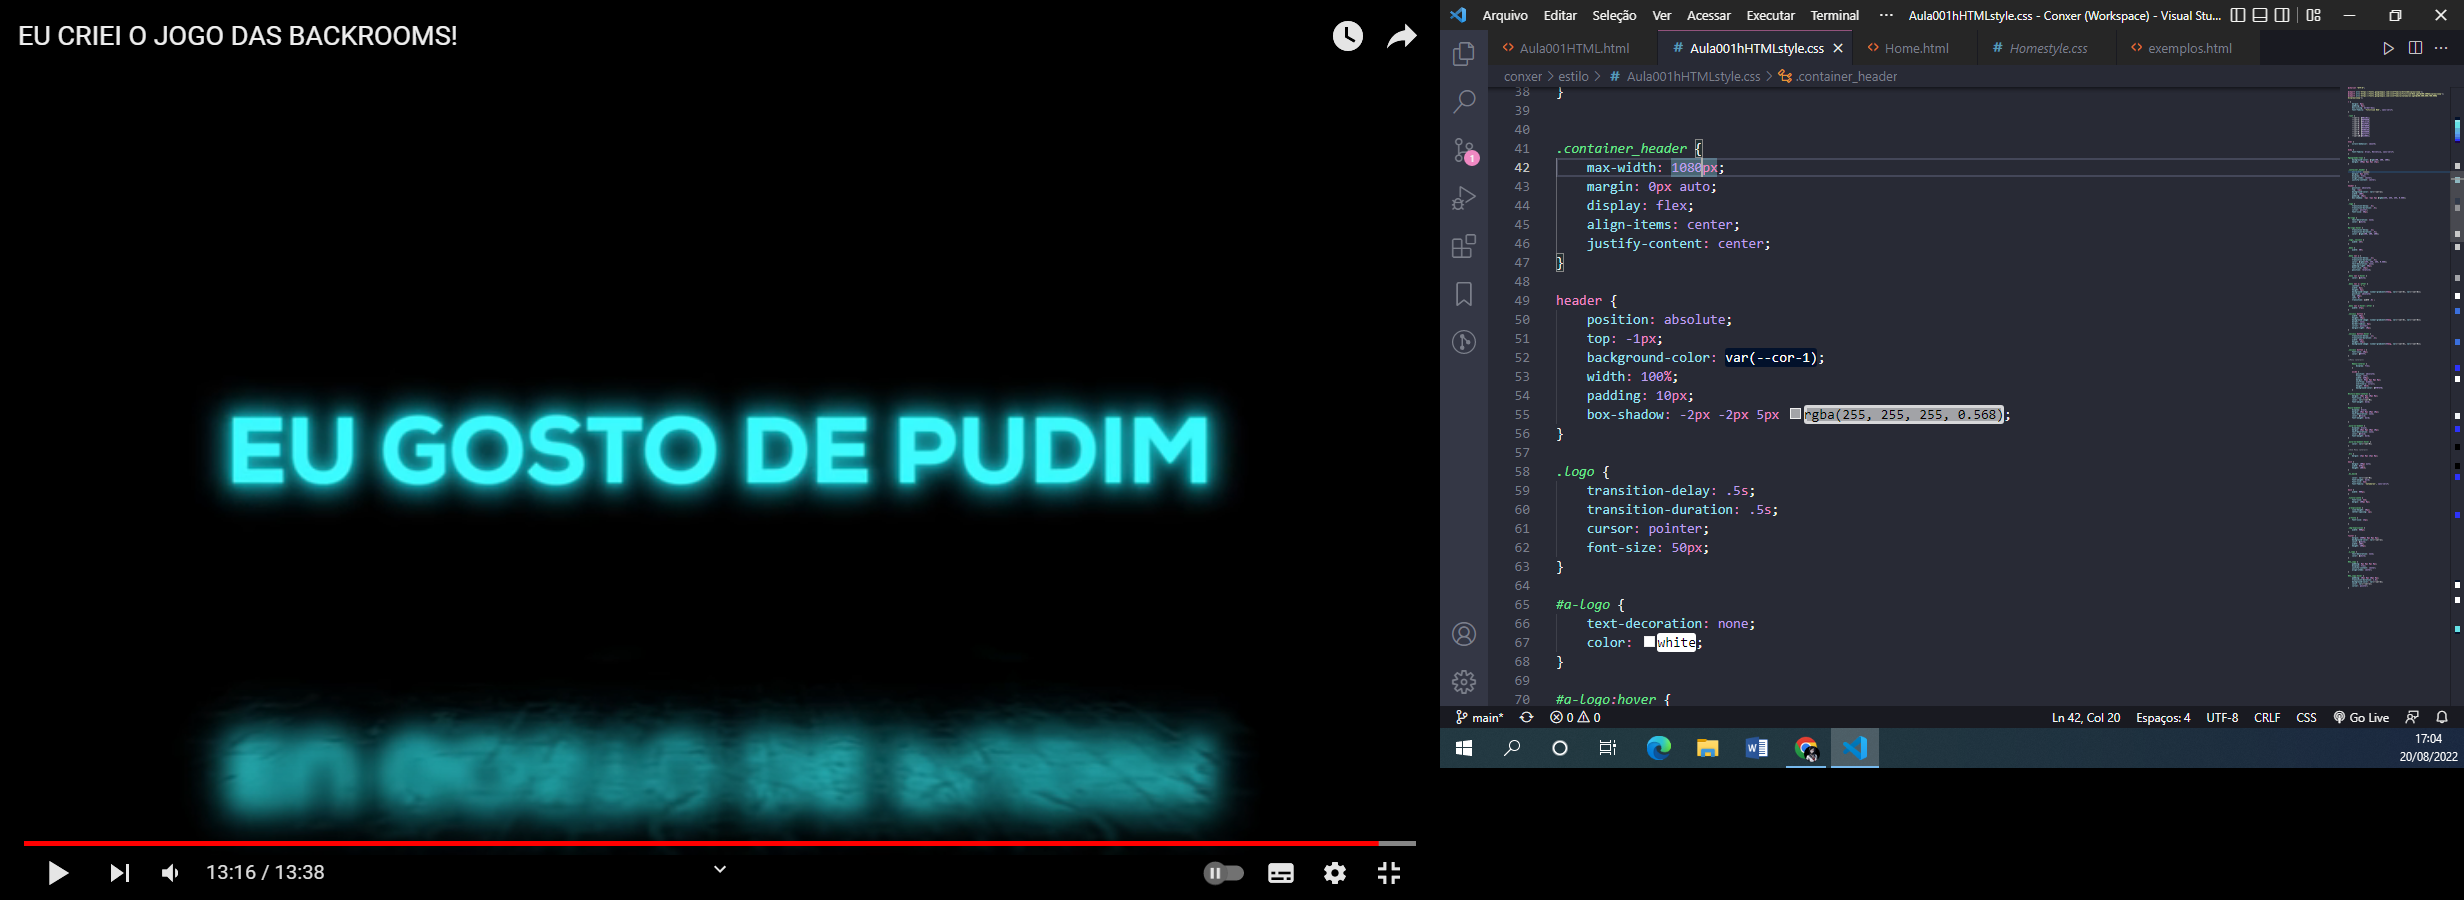 EU CRIEI O JOGO DAS BACKROOMS!
EU GOSTO DE PUDIM
13:16 / 13:38
Arquivo Editar Seleção Ver Acessar Executar Terminal ··· Aula001hHTMLstyle.css - Conxer (Workspace) - Visual Stu...
Aula001HTML.html # Aula001hHTMLstyle.css Home.html # Homestyle.css exemplos.html
conxer > estilo > # Aula001hHTMLstyle.css > .container_header
38 }
39
40
41 .container_header {
42 max-width: 1080px;
43 margin: 0px auto;
44 display: flex;
45 align-items: center;
46 justify-content: center;
47 }
48
49 header {
50 position: absolute;
51 top: -1px;
52 background-color: var(--cor-1);
53 width: 100%;
54 padding: 10px;
55 box-shadow: -2px -2px 5px rgba(255, 255, 255, 0.568);
56 }
57
58 .logo {
59 transition-delay: .5s;
60 transition-duration: .5s;
61 cursor: pointer;
62 font-size: 50px;
63 }
64
65 #a-logo {
66 text-decoration: none;
67 color: white;
68 }
69
70 #a-logo:hover {
1
main* 0 0 Ln 42, Col 20 Espaços: 4 UTF-8 CRLF CSS Go Live
17:04
20/08/2022